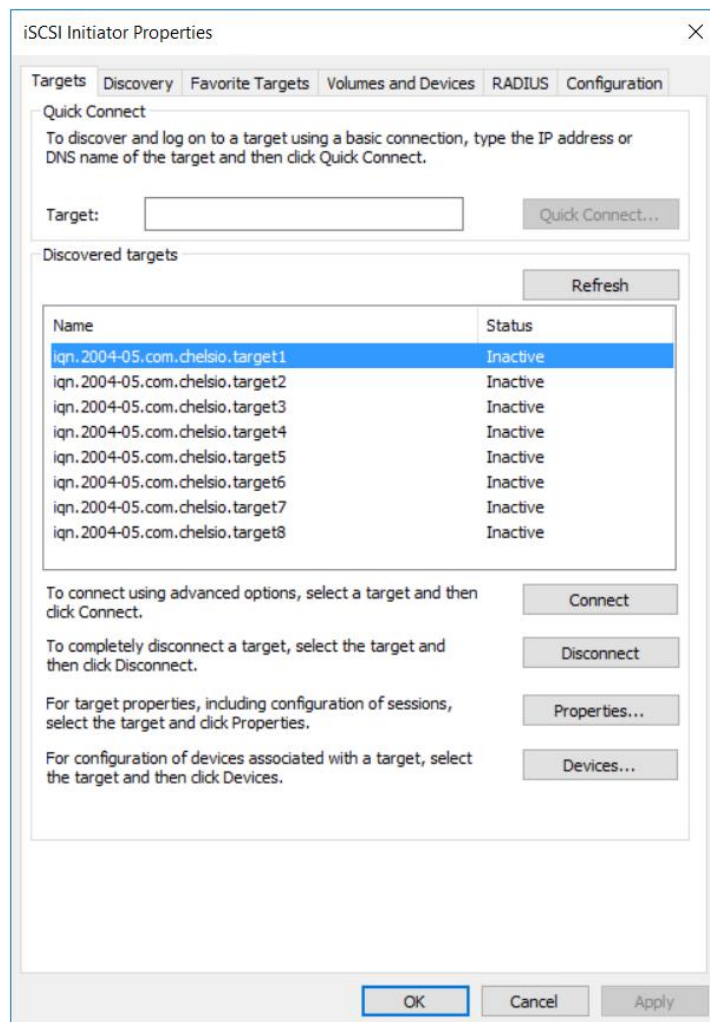 iSCSI Initiator Properties
Targets Discovery Favorite Targets Volumes and Devices RADIUS Configuration
Quick Connect
To discover and log on to a target using a basic connection, type the IP address or
DNS name of the target and then click Quick Connect.
Target:
Quick Connect...
Discovered targets
Refresh
Name Status
iqn.2004-05.com.chelsio.target1 Inactive
iqn.2004-05.com.chelsio.target2 Inactive
iqn.2004-05.com.chelsio.target3 Inactive
iqn.2004-05.com.chelsio.target4 Inactive
iqn.2004-05.com.chelsio.target5 Inactive
iqn.2004-05.com.chelsio.target6 Inactive
iqn.2004-05.com.chelsio.target7 Inactive
iqn.2004-05.com.chelsio.target8 Inactive
To connect using advanced options, select a target and then
click Connect.
Connect
To completely disconnect a target, select the target and
then click Disconnect.
Disconnect
For target properties, including configuration of sessions,
select the target and click Properties.
Properties...
For configuration of devices associated with a target, select
the target and then click Devices.
Devices...
OK Cancel Apply